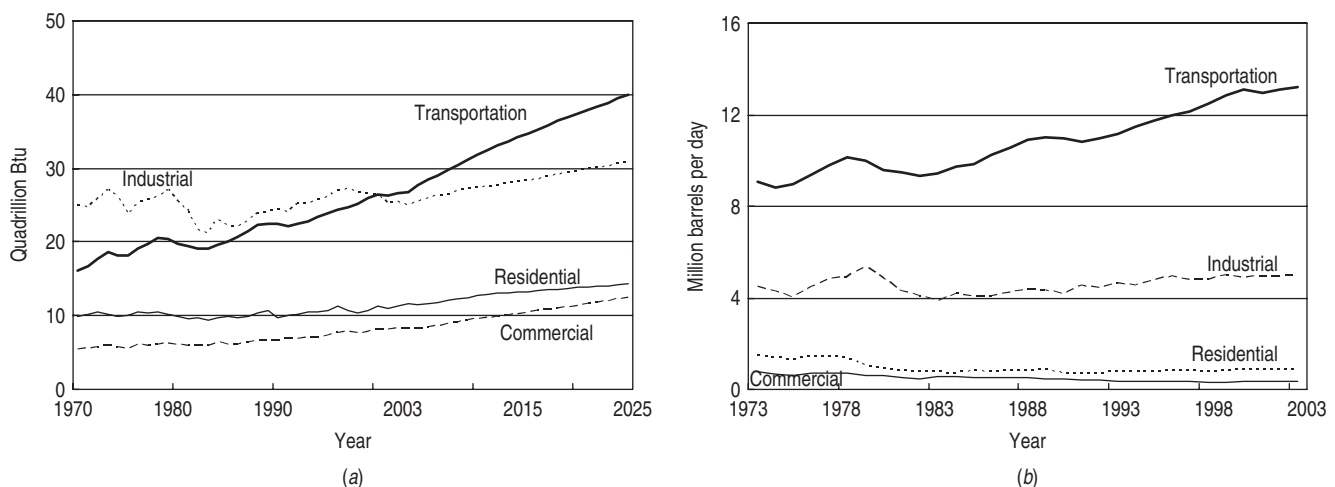 50
40
30
20
10
0
Quadrillion Btu
Transportation
Industrial
Residential
Commercial
1970 1980 1990 2003 2015 2025
Year
(a)
16
12
8
4
0
Million barrels per day
Transportation
Industrial
Residential
Commercial
1973 1978 1983 1988 1993 1998 2003
Year
(b)